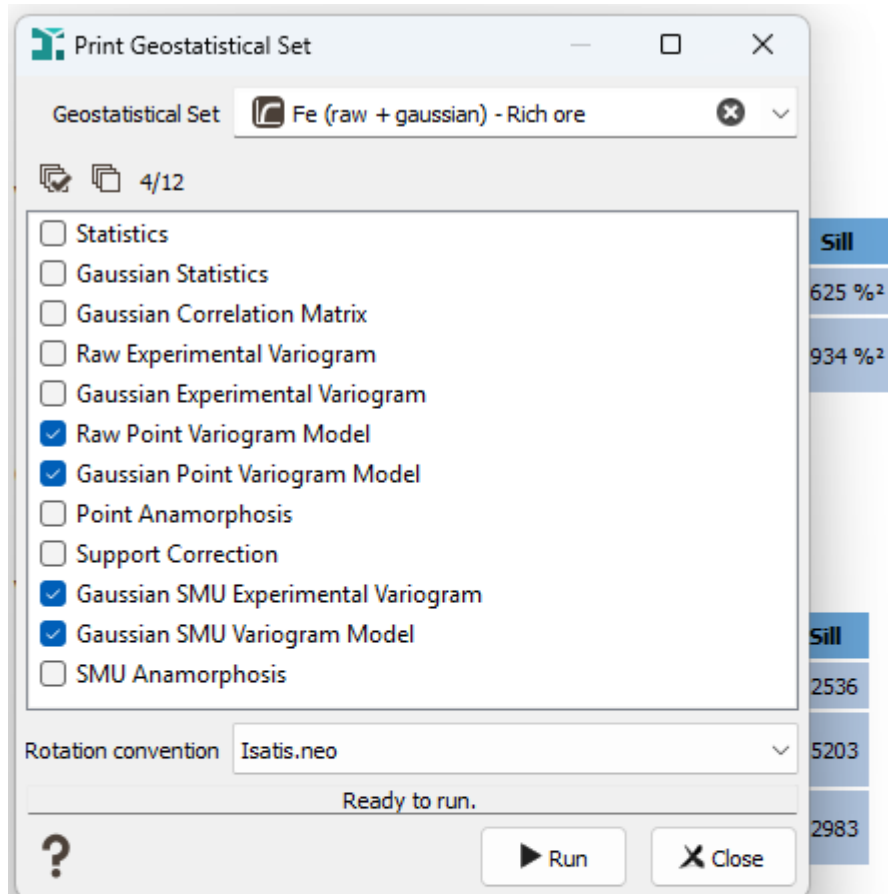 Print Geostatistical Set
Geostatistical Set Fe (raw + gaussian) - Rich ore
4/12
Statistics
Sill
Gaussian Statistics
625 %²
Gaussian Correlation Matrix
Raw Experimental Variogram
934 %²
Gaussian Experimental Variogram
Raw Point Variogram Model
Gaussian Point Variogram Model
Point Anamorphosis
Support Correction
Gaussian SMU Experimental Variogram
Gaussian SMU Variogram Model
Sill
SMU Anamorphosis
2536
Rotation convention Isatis.neo
5203
Ready to run.
2983
? Run Close